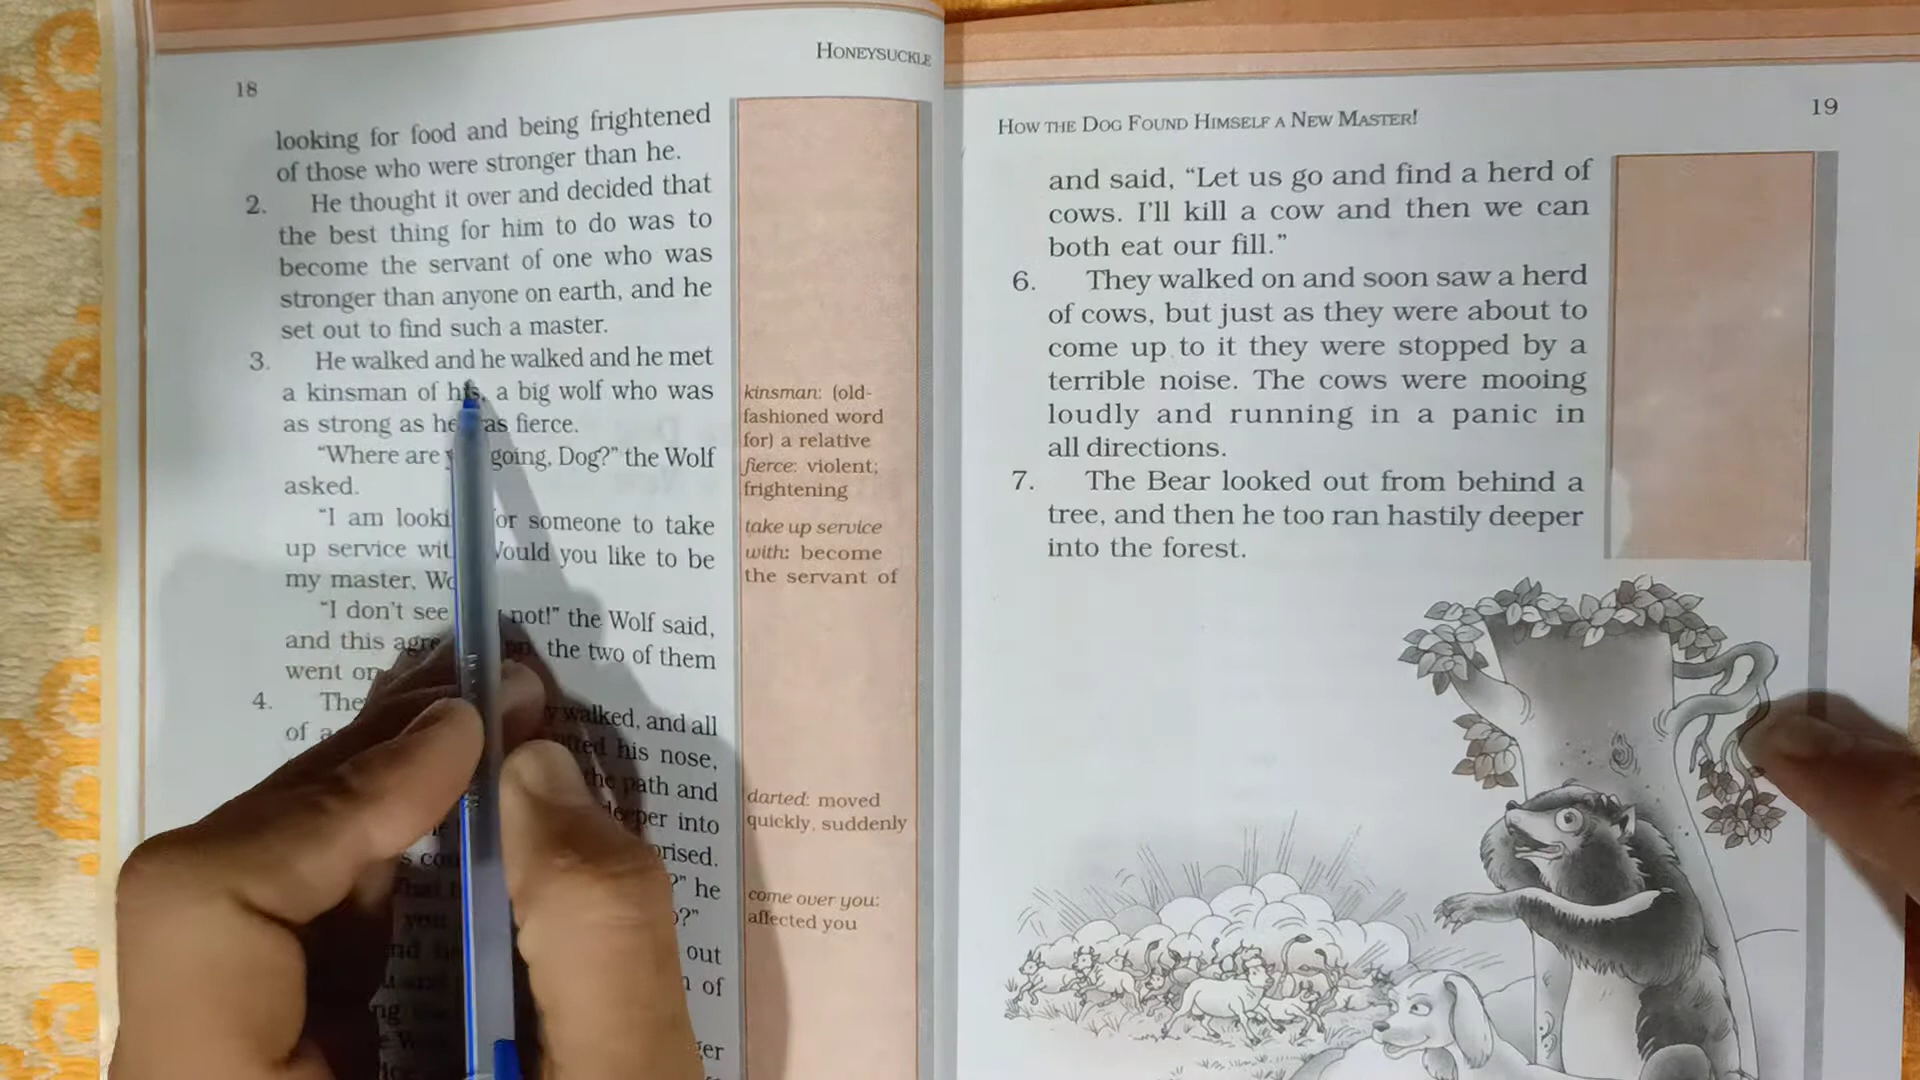 HONEYSUCKLE
18
looking for food and being frightened
of those who were stronger than he.
2. He thought it over and decided that
the best thing for him to do was to
become the servant of one who was
stronger than anyone on earth, and he
set out to find such a master.
3. He walked and he walked and he met
a kinsman of his, a big wolf who was
as strong as he was fierce.
"Where are going, Dog?" the Wolf
asked.
"I am looki or someone to take
up service wit ould you like to be
my master, Wo
"I don't see not!" the Wolf said,
and this agre the two of them
went on
4. The walked, and all
of a his nose,
the path and
deeper into
prised.
?" he
o?"
out
of
ger
kinsman: (old-
fashioned word
for) a relative
fierce: violent;
frightening
take up service
with: become
the servant of
darted: moved
quickly, suddenly
come over you:
affected you
HOW THE DOG FOUND HIMSELF A NEW MASTER!
19
and said, "Let us go and find a herd of
cows. I'll kill a cow and then we can
both eat our fill."
6. They walked on and soon saw a herd
of cows, but just as they were about to
come up to it they were stopped by a
terrible noise. The cows were mooing
loudly and running in a panic in
all directions.
7. The Bear looked out from behind a
tree, and then he too ran hastily deeper
into the forest.